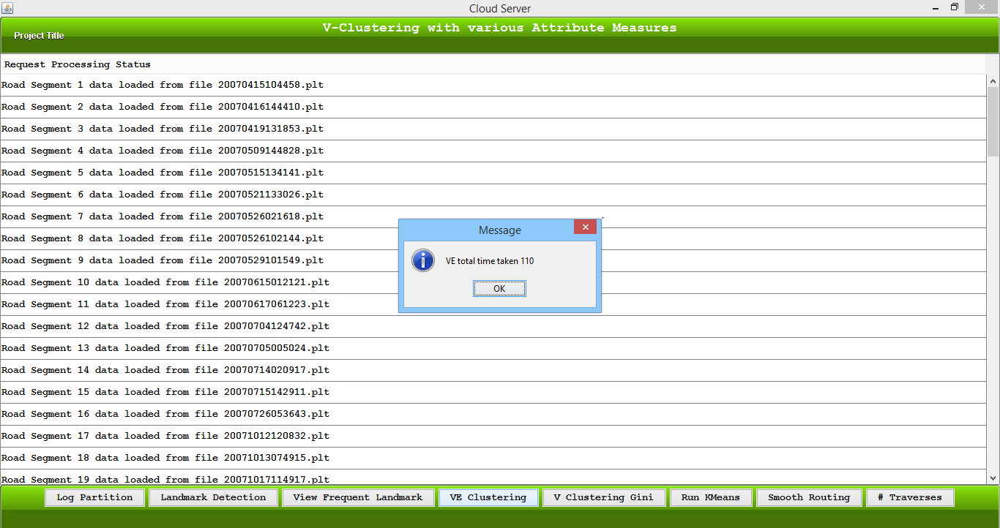 Cloud Server
V-Clustering with various Attribute Measures
Project Title
Request Processing Status
Road Segment 1 data loaded from file 20070415104458.plt
Road Segment 2 data loaded from file 20070416144410.plt
Road Segment 3 data loaded from file 20070419131853.plt
Road Segment 4 data loaded from file 20070509144828.plt
Road Segment 5 data loaded from file 20070515134141.plt
Road Segment 6 data loaded from file 20070521133026.plt
Road Segment 7 data loaded from file 20070526021618.plt
Road Segment 8 data loaded from file 20070526102144.plt
Road Segment 9 data loaded from file 20070529101549.plt
Road Segment 10 data loaded from file 20070615012121.plt
Road Segment 11 data loaded from file 20070617061223.plt
Road Segment 12 data loaded from file 20070704124742.plt
Road Segment 13 data loaded from file 20070705005024.plt
Road Segment 14 data loaded from file 20070714020917.plt
Road Segment 15 data loaded from file 20070715142911.plt
Road Segment 16 data loaded from file 20070726053643.plt
Road Segment 17 data loaded from file 20071012120832.plt
Road Segment 18 data loaded from file 20071013074915.plt
Road Segment 19 data loaded from file 20071017114917.plt
Message
VE total time taken 110
OK
Log Partition
Landmark Detection
View Frequent Landmark
VE Clustering
V Clustering Gini
Run KMeans
Smooth Routing
# Traverses